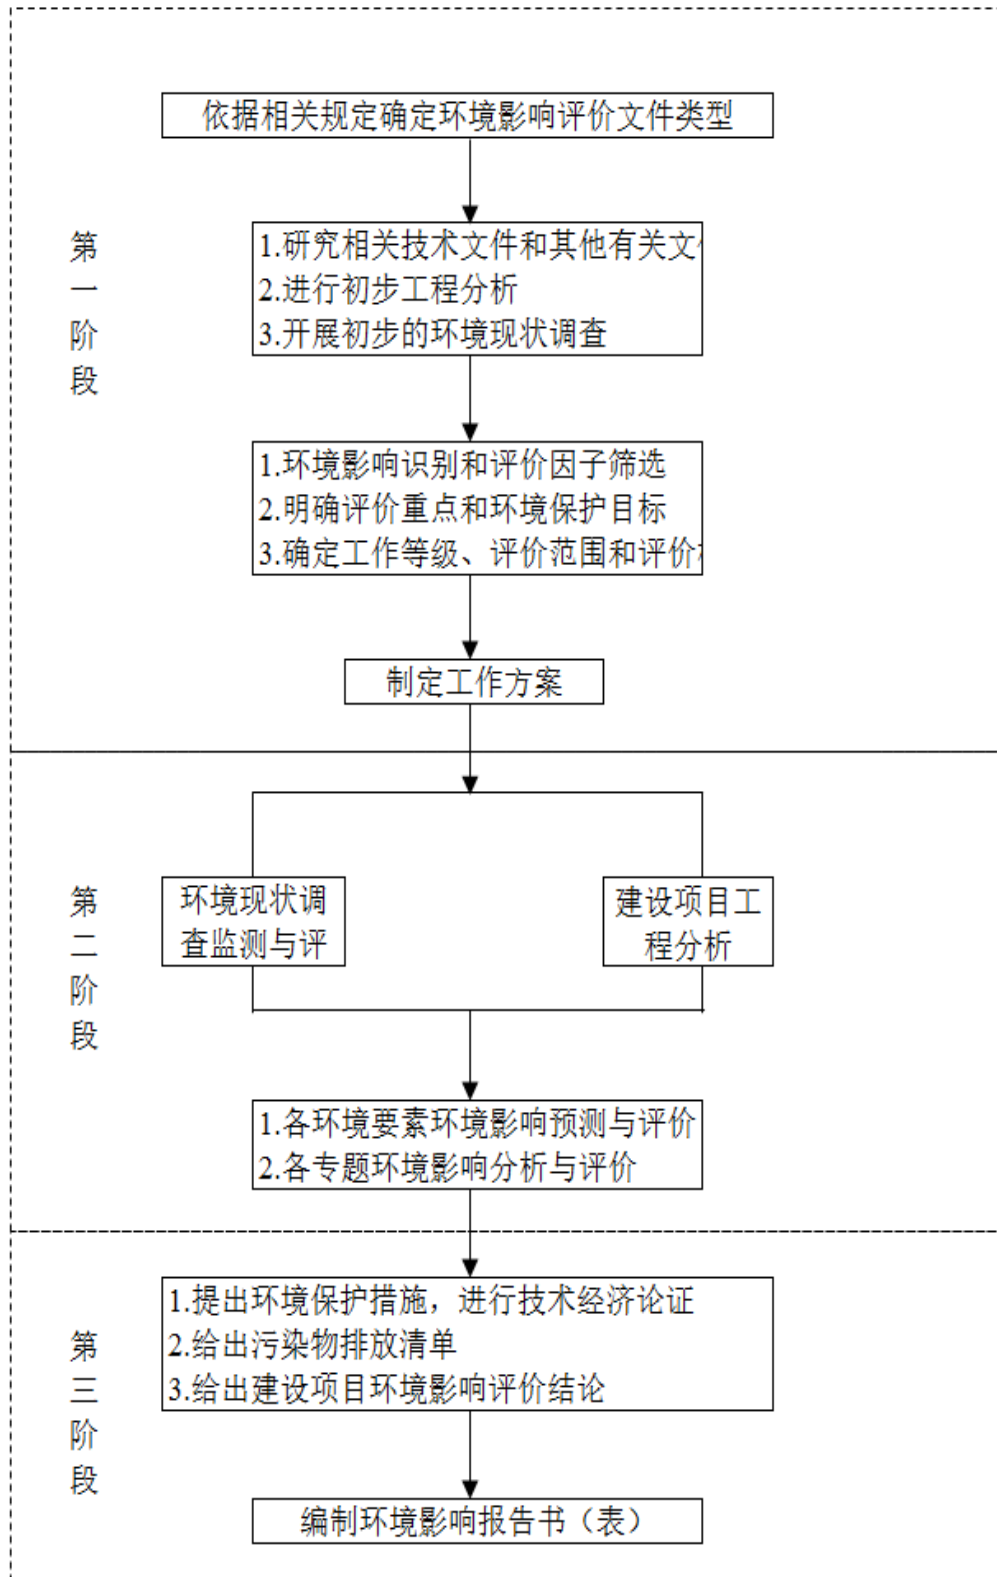 依据相关规定确定环境影响评价文件类型
第一阶段
1.研究相关技术文件和其他有关文
2.进行初步工程分析
3.开展初步的环境现状调查
1.环境影响识别和评价因子筛选
2.明确评价重点和环境保护目标
3.确定工作等级、评价范围和评价
制定工作方案
第二阶段
环境现状调
查监测与评
建设项目工
程分析
1.各环境要素环境影响预测与评价
2.各专题环境影响分析与评价
第三阶段
1.提出环境保护措施，进行技术经济论证
2.给出污染物排放清单
3.给出建设项目环境影响评价结论
编制环境影响报告书（表）